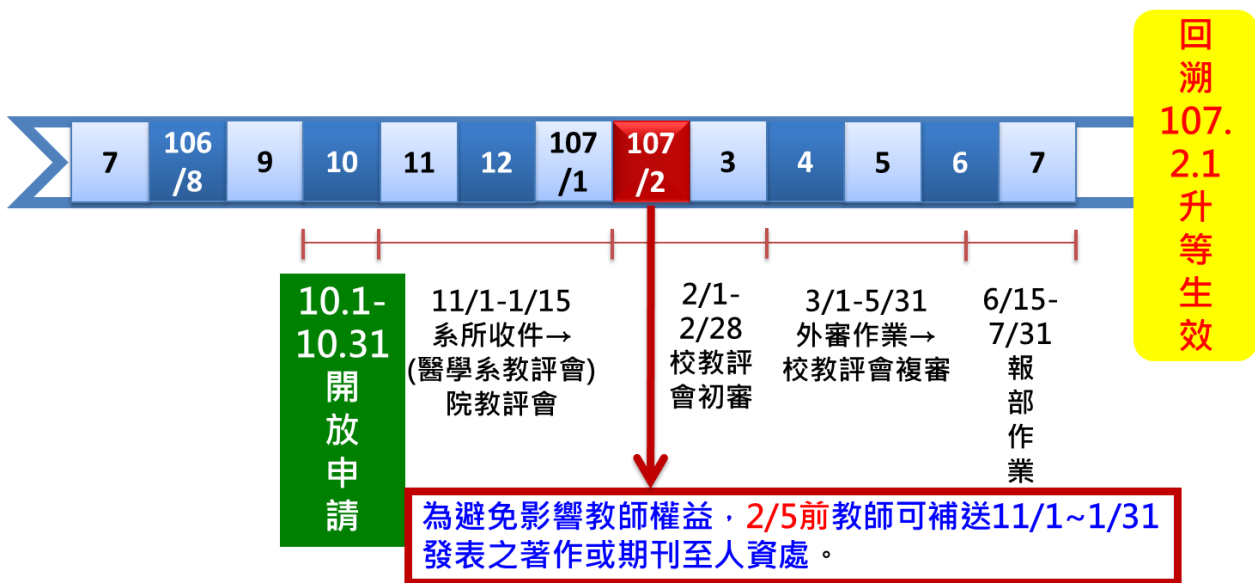 回
溯
107.
2.1
升
等
生
效
7
106
/8
9
10
11
12
107
/1
107
/2
3
4
5
6
7
10.1-
10.31
開
放
申
請
11/1-1/15
系所收件→
(醫學系教評會)
院教評會
2/1-
2/28
校教評
會初審
3/1-5/31
外審作業→
校教評會複審
6/15-
7/31
報
部
作
業
為避免影響教師權益，2/5前教師可補送11/1~1/31
發表之著作或期刊至人資處。